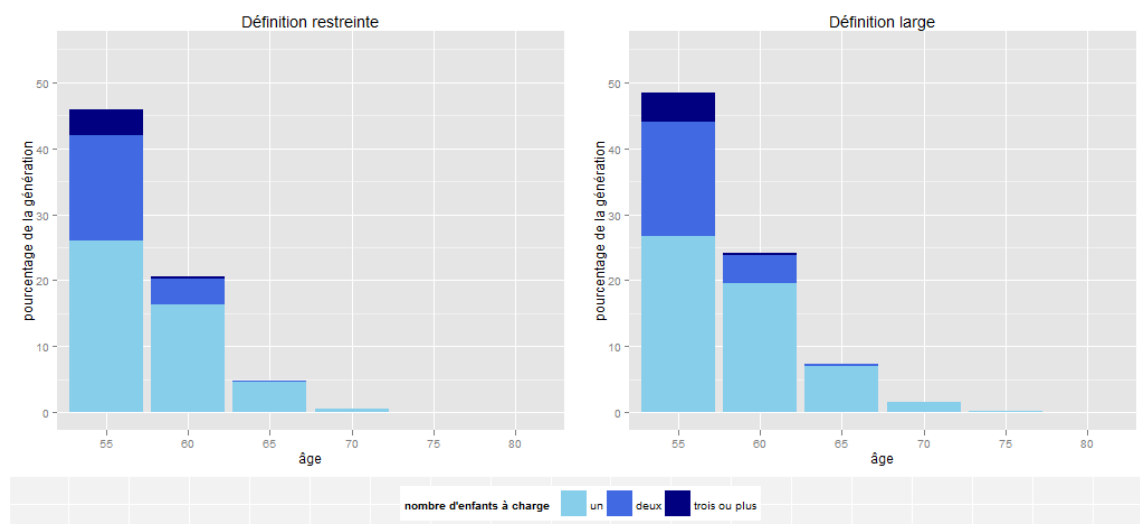 Définition restreinte
pourcentage de la génération
50
40
30
20
10
0
55 60 65 70 75 80
âge
Définition large
pourcentage de la génération
50
40
30
20
10
0
55 60 65 70 75 80
âge
nombre d'enfants à charge un deux trois ou plus